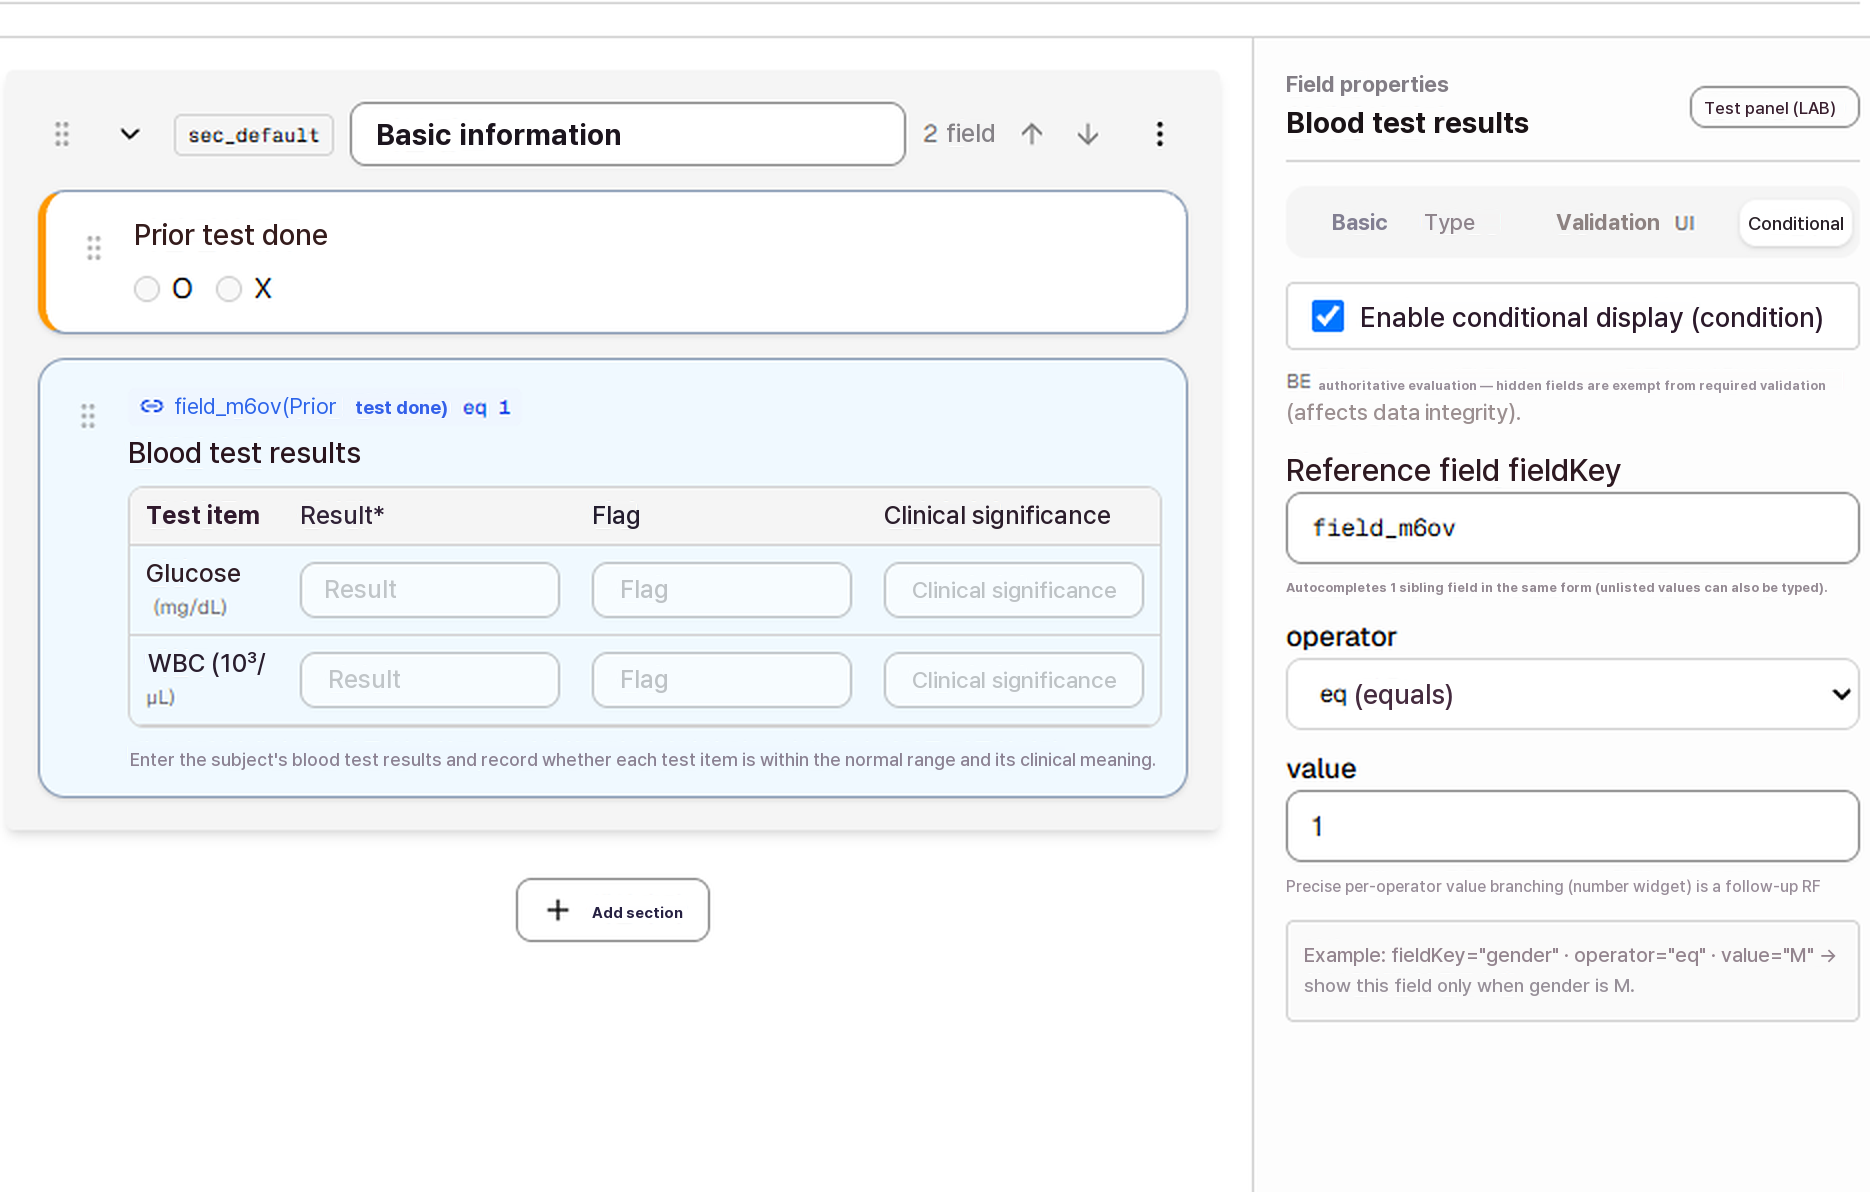 sec_default
Basic information
2 field
Prior test done
O X
field_m6ov(Prior test done) eq 1
Blood test results
Test item Result* Flag Clinical significance
Glucose Result Flag Clinical significance
(mg/dL)
WBC (10³/ Result Flag Clinical significance
µL)
Enter the subject's blood test results and record whether each test item is within the normal range and its clinical meaning.
Add section
Field properties
Blood test results
Test panel (LAB)
Basic Type Validation UI Conditional
Enable conditional display (condition)
BE authoritative evaluation — hidden fields are exempt from required validation
(affects data integrity).
Reference field fieldKey
field_m6ov
Autocompletes 1 sibling field in the same form (unlisted values can also be typed).
operator
eq (equals)
value
1
Precise per-operator value branching (number widget) is a follow-up RF
Example: fieldKey="gender" · operator="eq" · value="M" →
show this field only when gender is M.